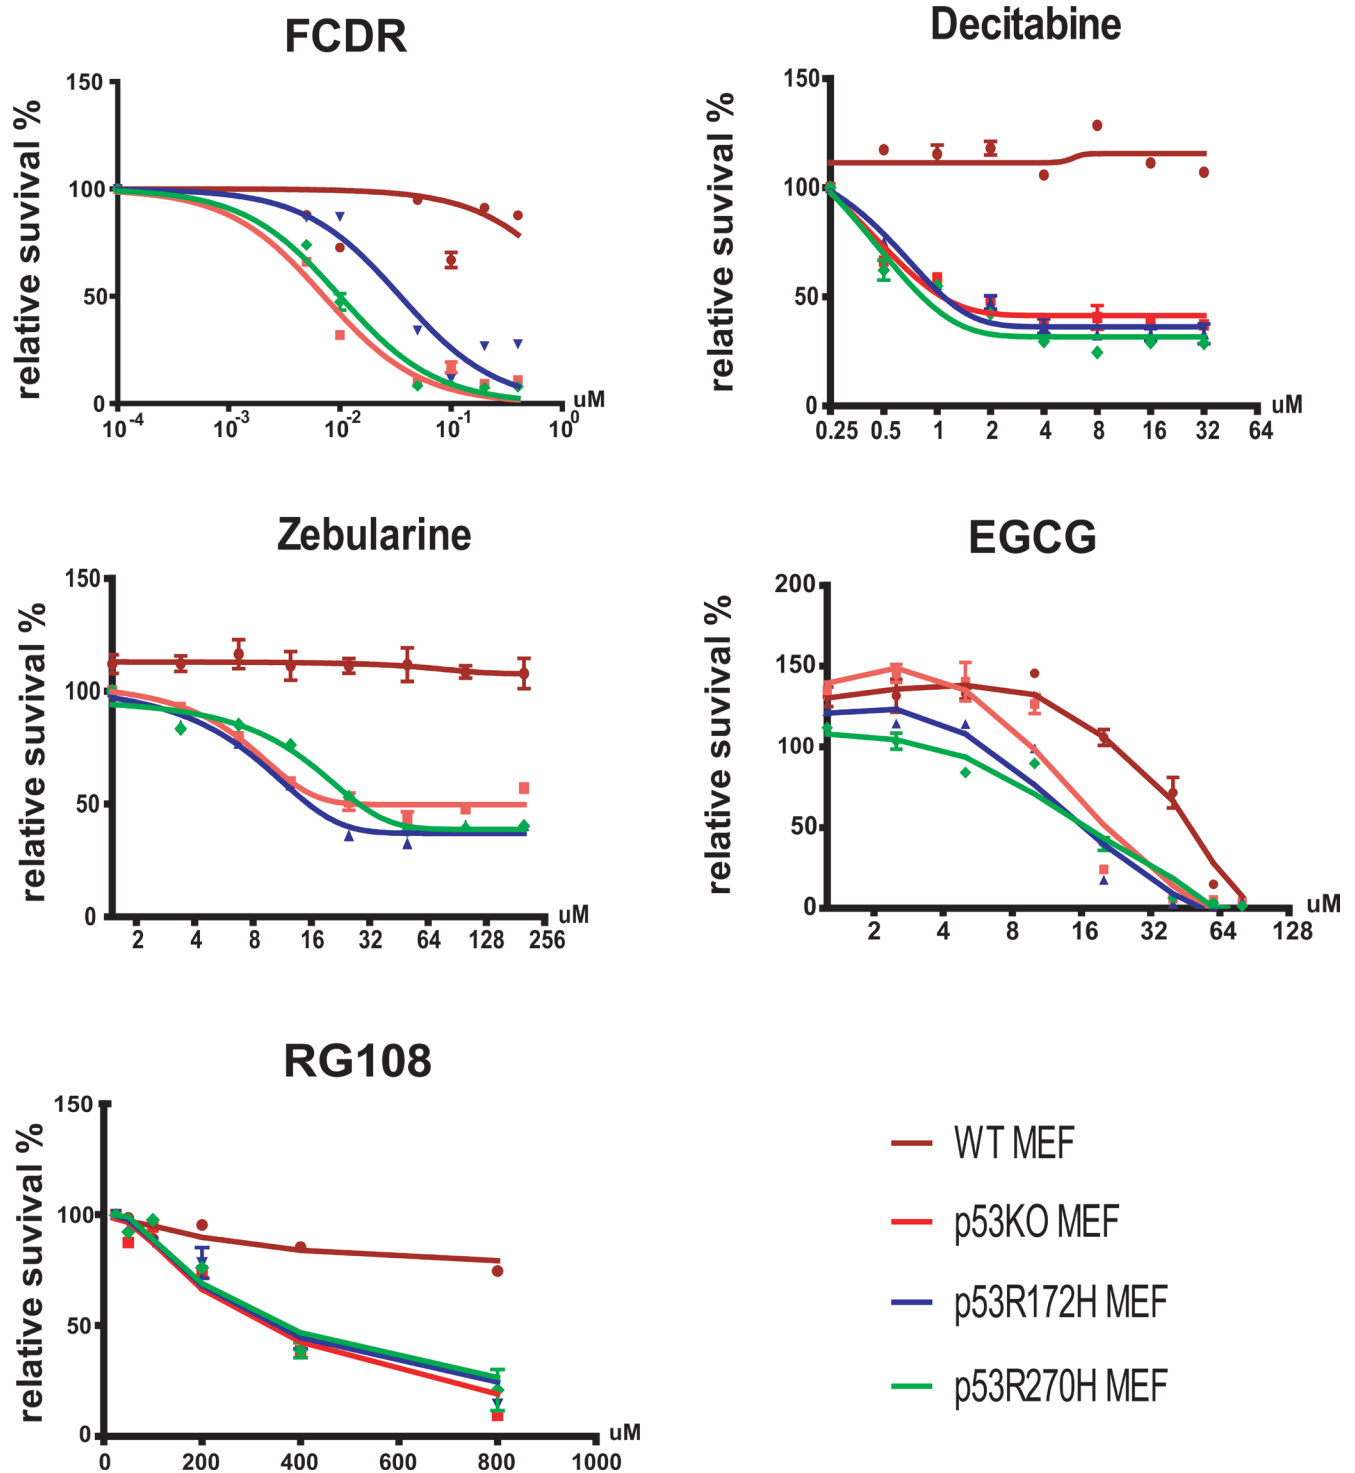 FCDR
relative suvival %
150
100
50
0
10-4
10-3
10-2
10-1
100
uM
Decitabine
relative suvival %
150
100
50
0
0.25 0.5 1 2 4 8 16 32 64
uM
Zebularine
relative suvival %
150
100
50
0
2 4 8 16 32 64 128 256
uM
EGCG
relative suvival %
200
150
100
50
0
2 4 8 16 32 64 128
uM
RG108
relative suvival %
150
100
50
0
0 200 400 600 800 1000
uM
WT MEF
p53KO MEF
p53R172H MEF
p53R270H MEF